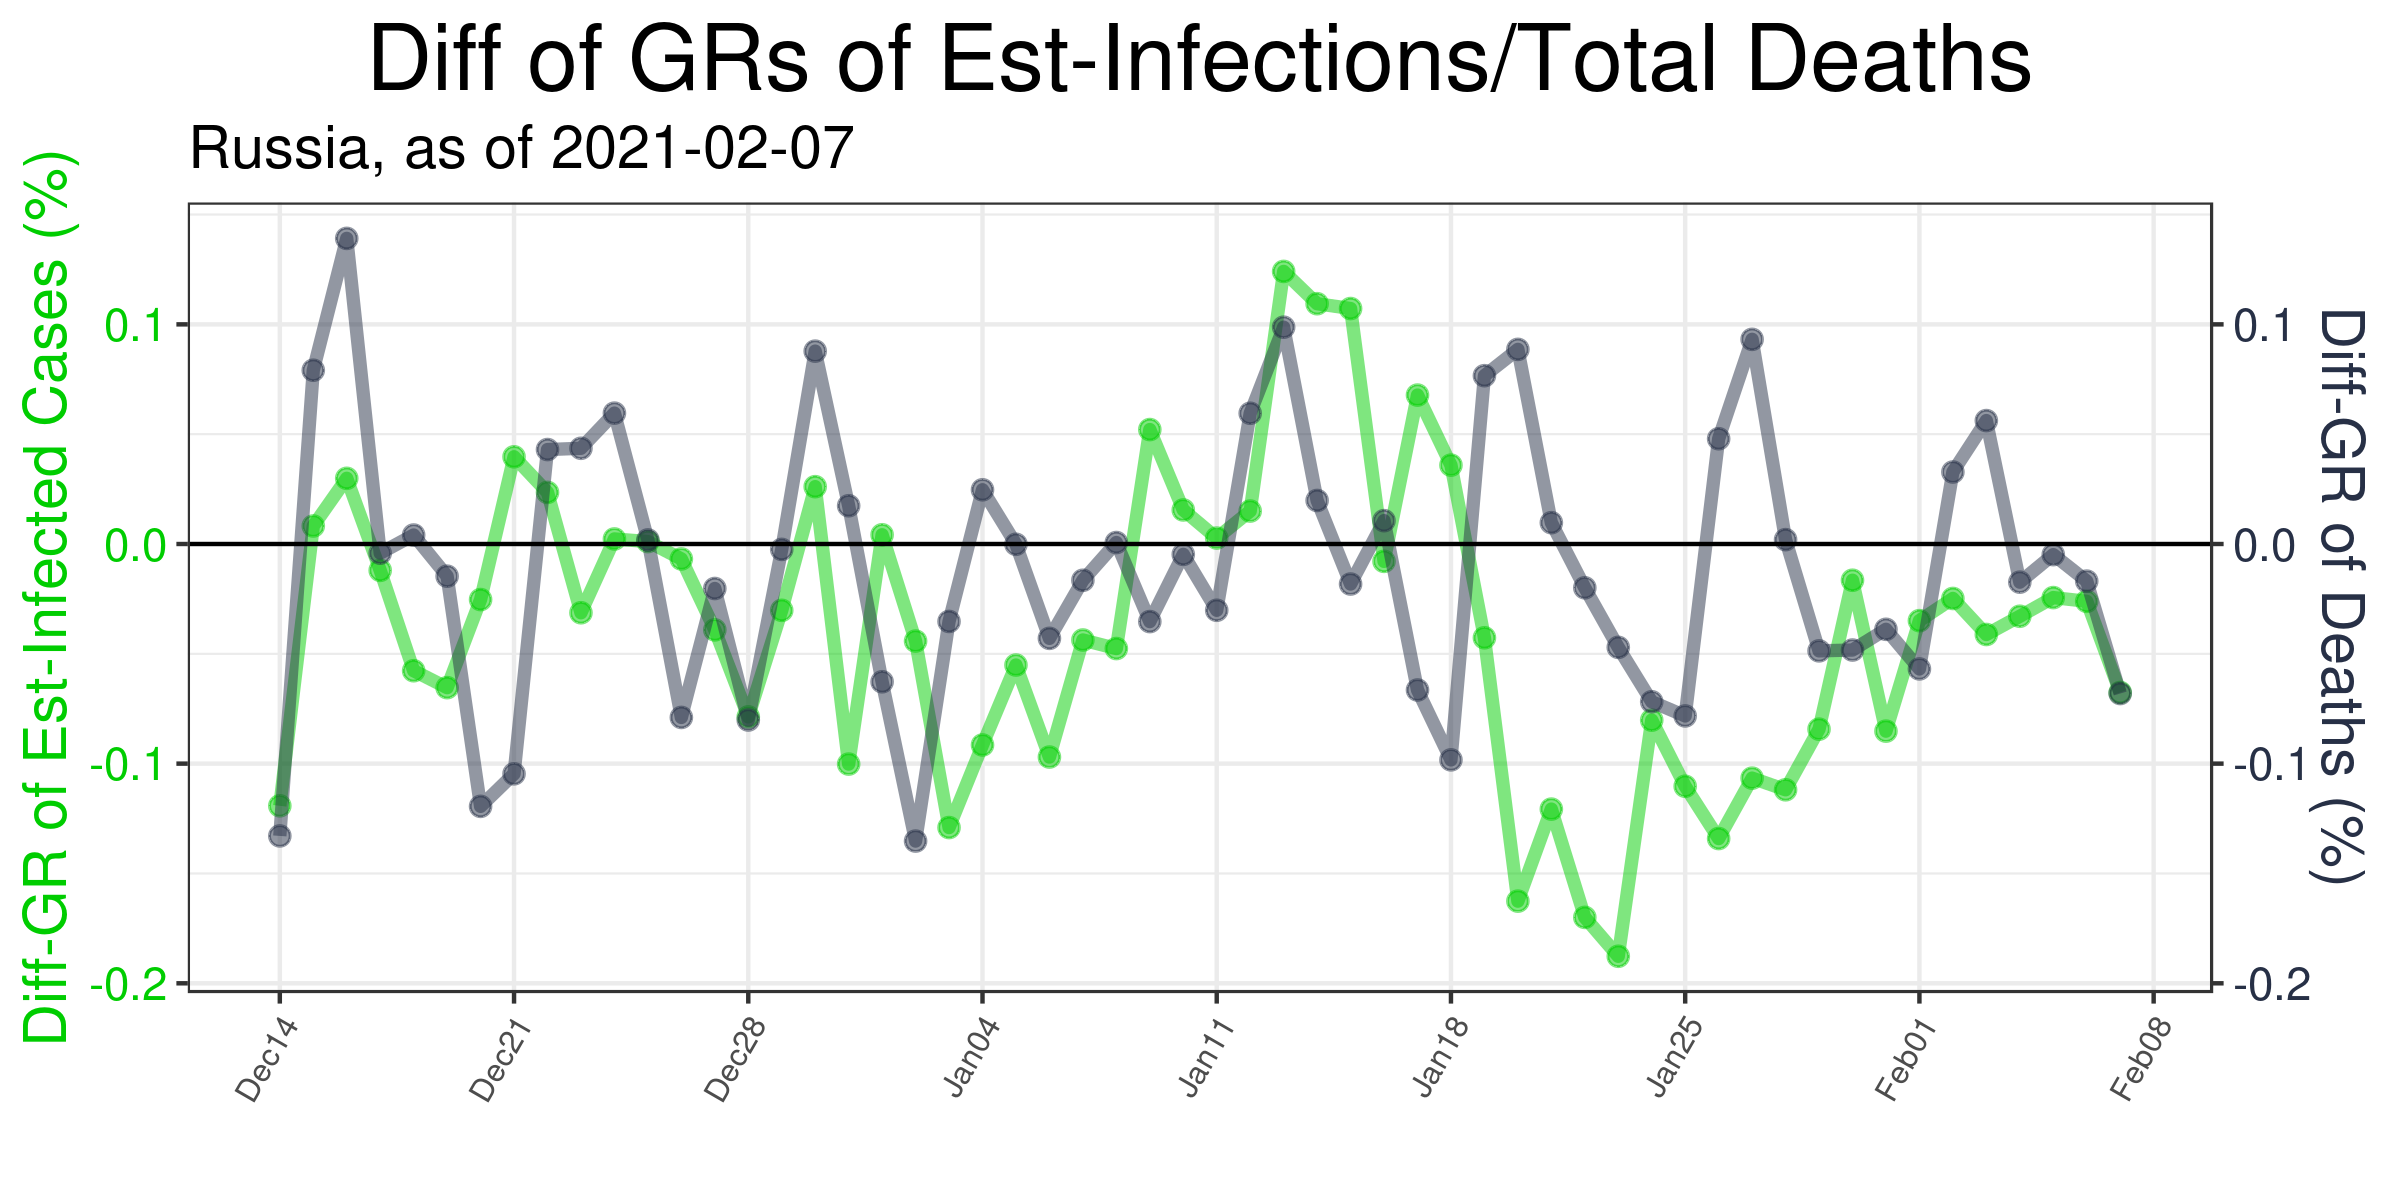 Diff of GRs of Est-Infections/Total Deaths
Russia, as of 2021-02-07
Diff-GR of Est-Infected Cases (%)
0.1
0.0
-0.1
-0.2
0.1
0.0
-0.1
-0.2
Diff-GR of Deaths (%)
Dec14
Dec21
Dec28
Jan04
Jan11
Jan18
Jan25
Feb01
Feb08